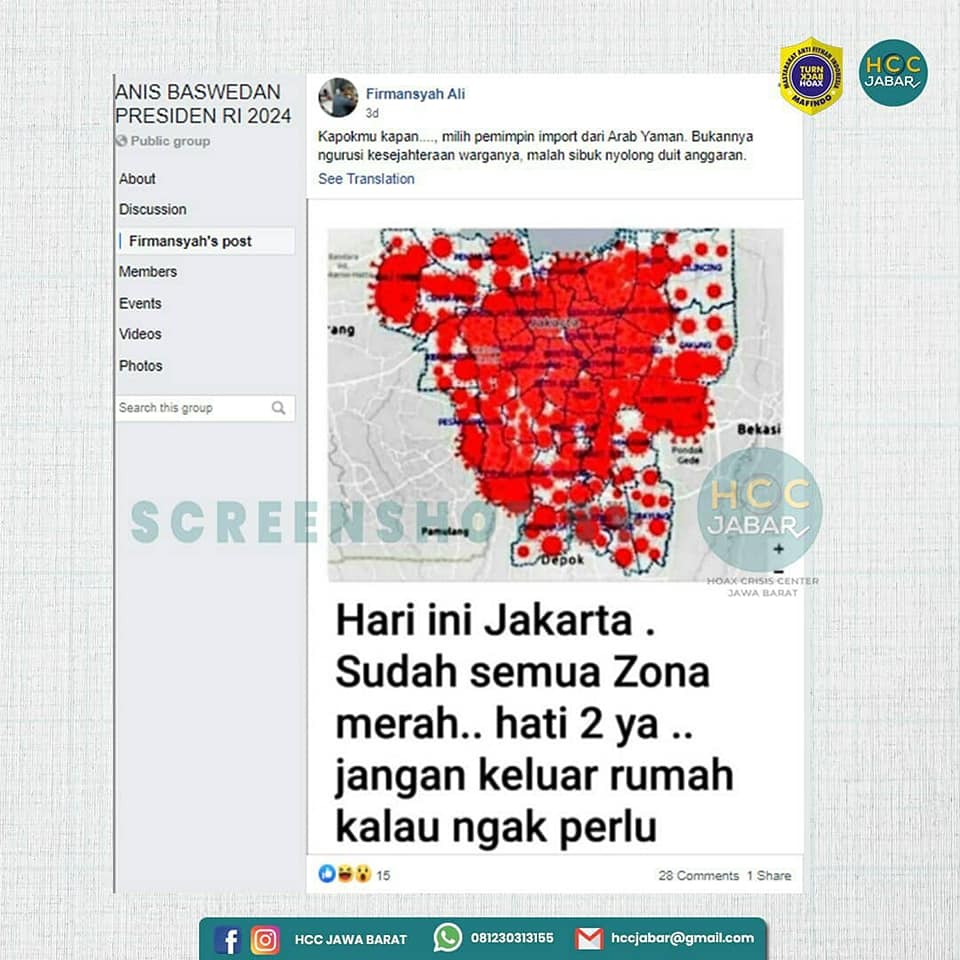 MASYARAKAT ANTI FITNAH INDONESIA
TURN
BACK
HOAX
MAFINDO
HCC
JABAR
ANIS BASWEDAN
PRESIDEN RI 2024
Public group
About
Discussion
Firmansyah's post
Members
Events
Videos
Photos
Search this group
Firmansyah Ali
3d
Kapokmu kapan...., milih pemimpin import dari Arab Yaman. Bukannya
ngurusi kesejahteraan warganya, malah sibuk nyolong duit anggaran.
See Translation
CILINCING
rang
Jakarta
CAKUNG
Bekasi
Pondok
Gede
Pamulang
Depok
+
−
SCREENSHO
HCC
JABAR
HOAX CRISIS CENTER
JAWA BARAT
Hari ini Jakarta .
Sudah semua Zona
merah.. hati 2 ya ..
jangan keluar rumah
kalau ngak perlu
15
28 Comments 1 Share
HCC JAWA BARAT
081230313155
hccjabar@gmail.com